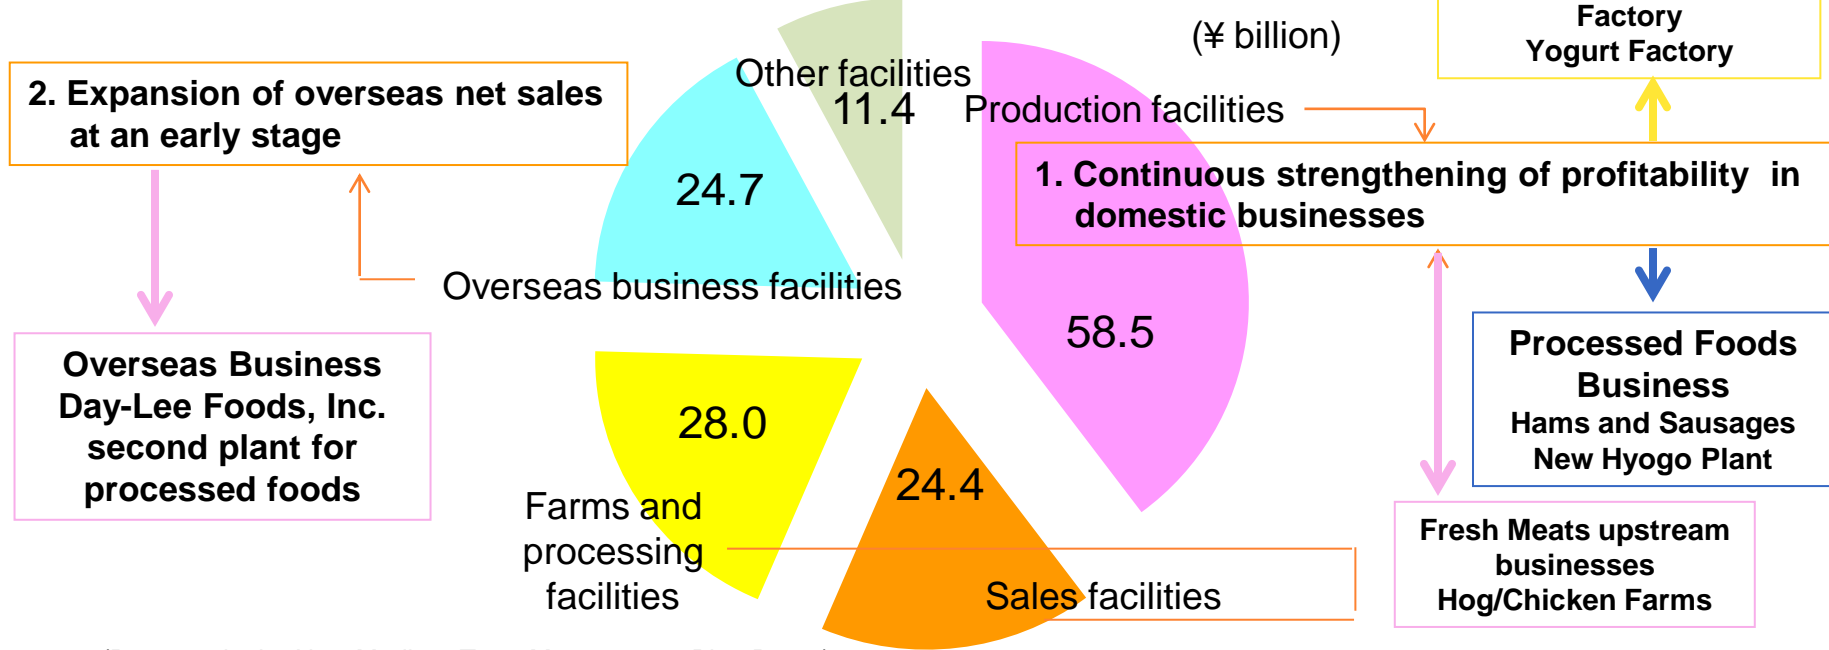 (¥ billion)
Factory
Yogurt Factory
Other facilities
11.4
Production facilities
2. Expansion of overseas net sales
at an early stage
24.7
1. Continuous strengthening of profitability in
domestic businesses
Overseas business facilities
58.5
Overseas Business
Day-Lee Foods, Inc.
second plant for
processed foods
Processed Foods
Business
Hams and Sausages
New Hyogo Plant
28.0
24.4
Farms and
processing
facilities
Sales facilities
Fresh Meats upstream
businesses
Hog/Chicken Farms